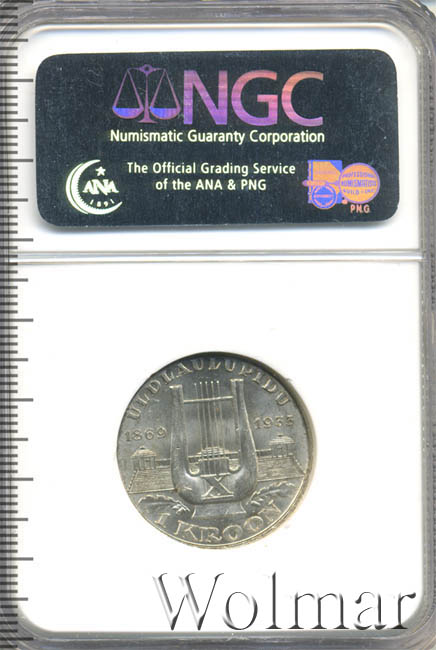 NGC
Numismatic Guaranty Corporation
The Official Grading Service
of the ANA & PNG
ANA
1891
P.N.G.
ÜLDLAULUPIDU
1869 1933
X
1 KROON
Wolmar